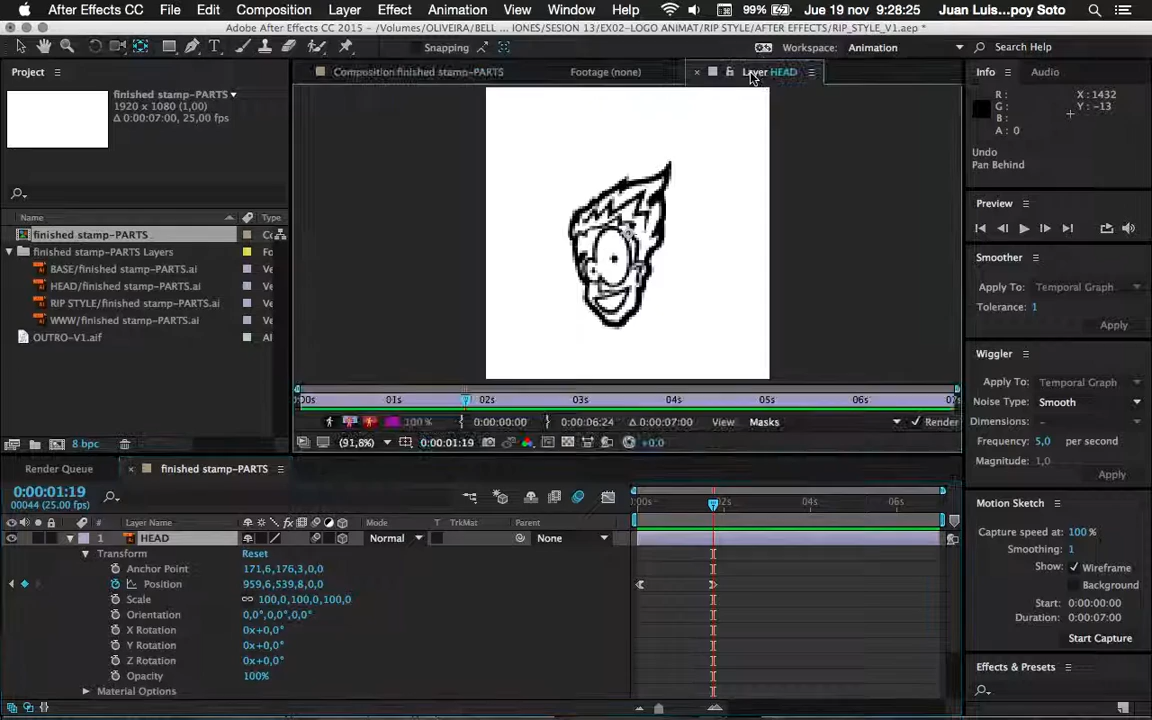 After Effects CC File Edit Composition Layer Effect Animation View Window Help 99% Jue 19 nov 9:28:25 Juan Luis...poy Soto
Adobe After Effects CC 2015 - /Volumes/OLIVEIRA/BELL ... IONES/SESION 13/EX02-LOGO ANIMAT/RIP STYLE/AFTER EFFECTS/RIP_STYLE_V1.aep *
Snapping Workspace: Animation Search Help
Project Composition finished stamp-PARTS Footage (none) Layer HEAD Info Audio
finished stamp-PARTS
1920 x 1080 (1,00)
Δ 0:00:07:00, 25,00 fps
R : X : 1432
G : Y : -13
B :
A : 0
Undo
Pan Behind
Preview
Name Type
finished stamp-PARTS C
finished stamp-PARTS Layers Fo
BASE/finished stamp-PARTS.ai Ve
HEAD/finished stamp-PARTS.ai Ve
RIP STYLE/finished stamp-PARTS.ai Ve
WWW/finished stamp-PARTS.ai Ve
OUTRO-V1.aif AI
Smoother
Apply To: Temporal Graph
Tolerance: 1
Apply
Wiggler
Apply To: Temporal Graph
Noise Type: Smooth
Dimensions: -
Frequency: 5,0 per second
Magnitude: 1,0
Apply
:00s 01s 02s 03s 04s 05s 06s 7s
100 % 0:00:00:00 0:00:06:24 Δ 0:00:07:00 View Masks Render
8 bpc (91,8%) 0:00:01:19 +0,0
Render Queue finished stamp-PARTS
0:00:01:19
00044 (25.00 fps)
:00s 02s 04s 06s
# Layer Name Mode T TrkMat Parent
1 HEAD Normal None
Transform Reset
Anchor Point 171,6,176,3,0,0
Position 959,6,539,8,0,0
Scale 100,0,100,0,100,0
Orientation 0,0°,0,0°,0,0°
X Rotation 0x+0,0°
Y Rotation 0x+0,0°
Z Rotation 0x+0,0°
Opacity 100%
Material Options
Motion Sketch
Capture speed at: 100 %
Smoothing: 1
Show: Wireframe
Background
Start: 0:00:00:00
Duration: 0:00:07:00
Start Capture
Effects & Presets